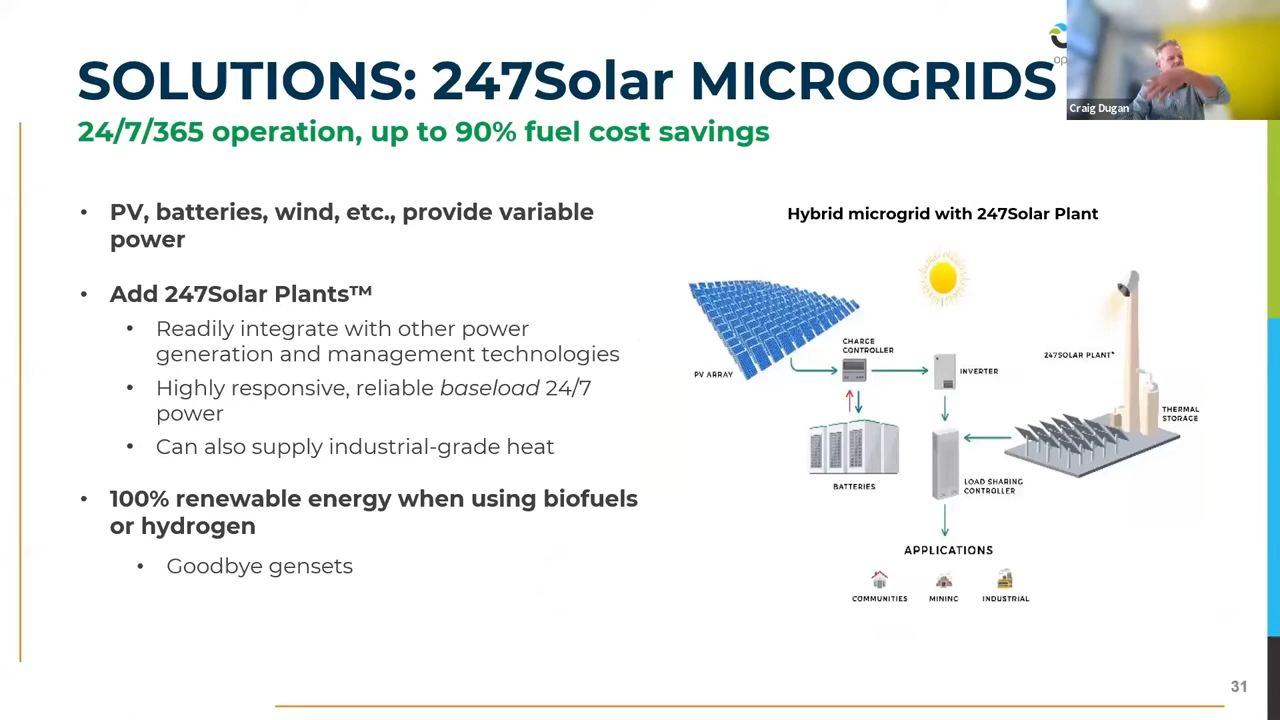 SOLUTIONS: 247Solar MICROGRIDS
24/7/365 operation, up to 90% fuel cost savings
op
Craig Dugan
• PV, batteries, wind, etc., provide variable
power
• Add 247Solar Plants™
• Readily integrate with other power
generation and management technologies
• Highly responsive, reliable baseload 24/7
power
• Can also supply industrial-grade heat
• 100% renewable energy when using biofuels
or hydrogen
• Goodbye gensets
Hybrid microgrid with 247Solar Plant
PV ARRAY
CHARGE
CONTROLLER
INVERTER
247SOLAR PLANT*
THERMAL
STORAGE
BATTERIES
LOAD SHARING
CONTROLLER
APPLICATIONS
COMMUNITIES
MINING
INDUSTRIAL
31